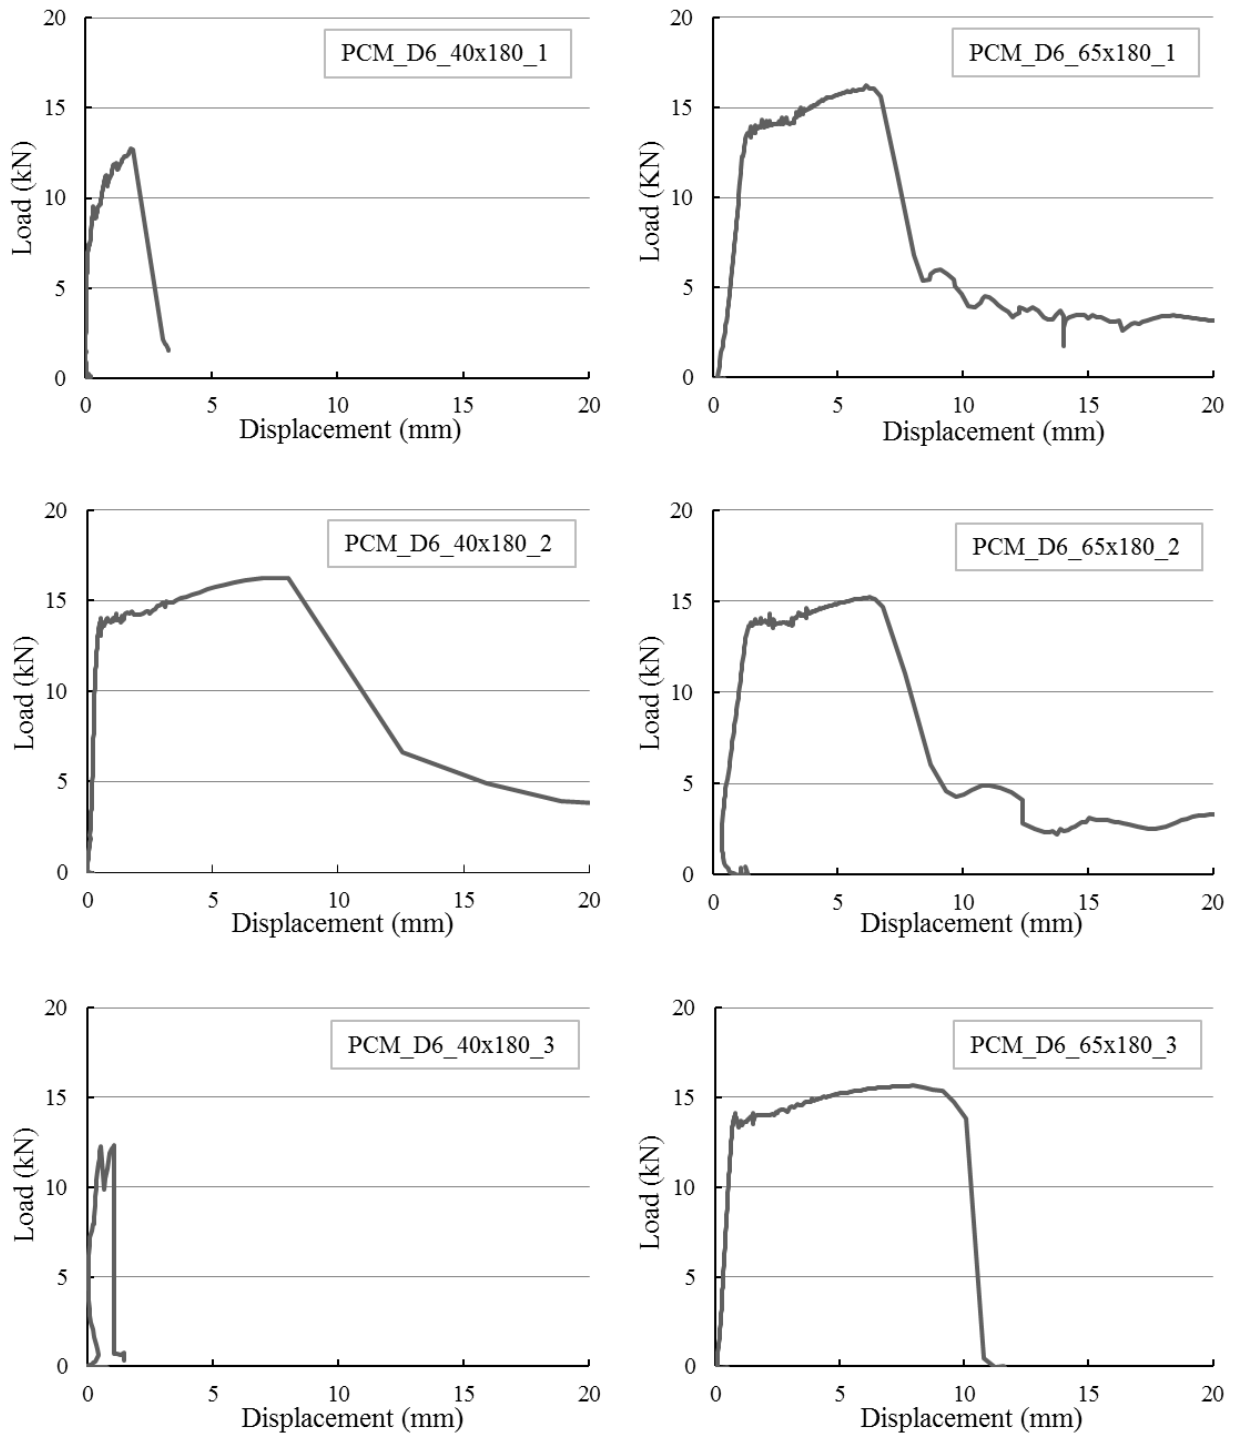 20
15
10
5
0
Load (kN)
PCM_D6_40x180_1
0 5 10 15 20
Displacement (mm)
20
15
10
5
0
Load (KN)
PCM_D6_65x180_1
0 5 10 15 20
Displacement (mm)
20
15
10
5
0
Load (kN)
PCM_D6_40x180_2
0 5 10 15 20
Displacement (mm)
20
15
10
5
0
Load (kN)
PCM_D6_65x180_2
0 5 10 15 20
Displacement (mm)
20
15
10
5
0
Load (kN)
PCM_D6_40x180_3
0 5 10 15 20
Displacement (mm)
20
15
10
5
0
Load (kN)
PCM_D6_65x180_3
0 5 10 15 20
Displacement (mm)